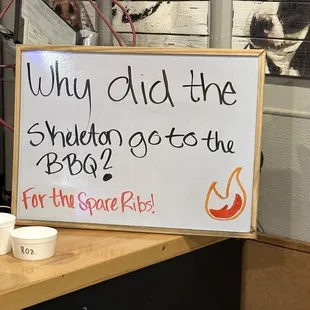 Why did the
Skeleton go to the
BBQ?
For the Spare Ribs!
8oz.